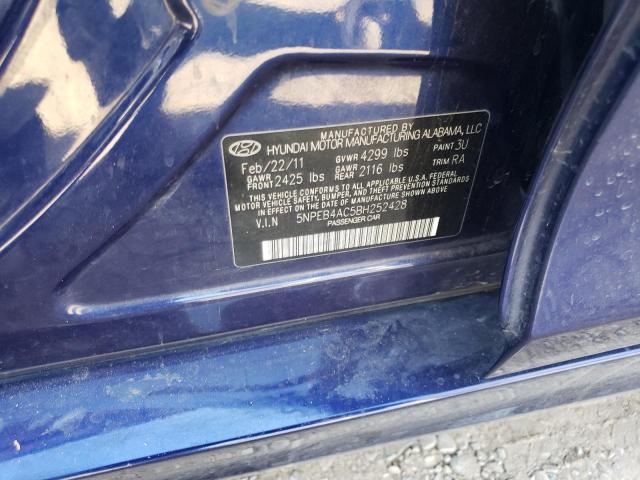 MANUFACTURED BY
HYUNDAI MOTOR MANUFACTURING ALABAMA, LLC
Feb/22/11 GVWR 4299 lbs PAINT 3U
GAWR FRONT 2425 lbs GAWR REAR 2116 lbs TRIM RA
THIS VEHICLE CONFORMS TO ALL APPLICABLE U.S.A. FEDERAL
MOTOR VEHICLE SAFETY, BUMPER, AND THEFT PREVENTION STANDARDS
IN EFFECT ON THE DATE OF MANUFACTURE SHOWN ABOVE.
V.I.N 5NPEB4AC5BH252428
PASSENGER CAR